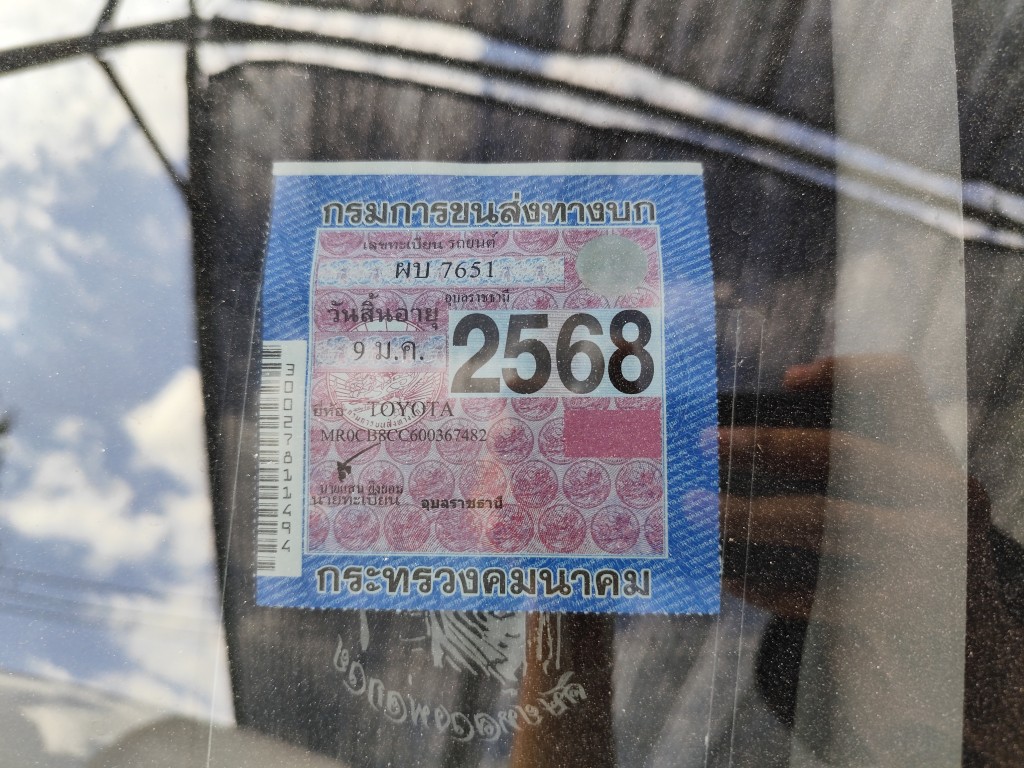 กรมการขนส่งทางบก
เลขทะเบียน รถยนต์
ผบ 7651
อุบลราชธานี
วันสิ้นอายุ
9 ม.ค.
2568
ยี่ห้อ TOYOTA
MR0CB8CC600367482
นายทะเบียน อุบลราชธานี
30027811494
กระทรวงคมนาคม